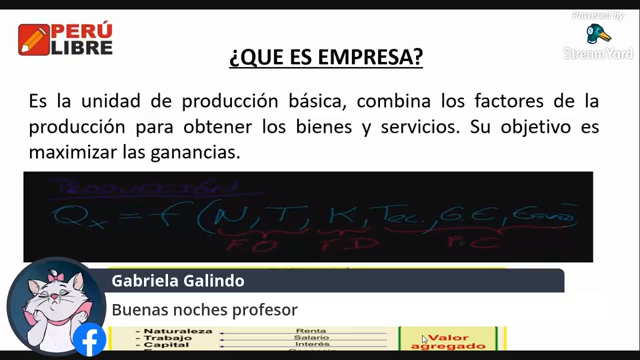 PERÚ
LIBRE
Powered by
StreamYard
¿QUE ES EMPRESA?
Es la unidad de producción básica, combina los factores de la
producción para obtener los bienes y servicios. Su objetivo es
maximizar las ganancias.
PRODUCCIÓN
Qx = f (N, T, K, Tec,
F.O F.D F.C
Gabriela Galindo
Buenas noches profesor
- Naturaleza Renta
- Trabajo Salario
- Capital Interés
Valor
agregado